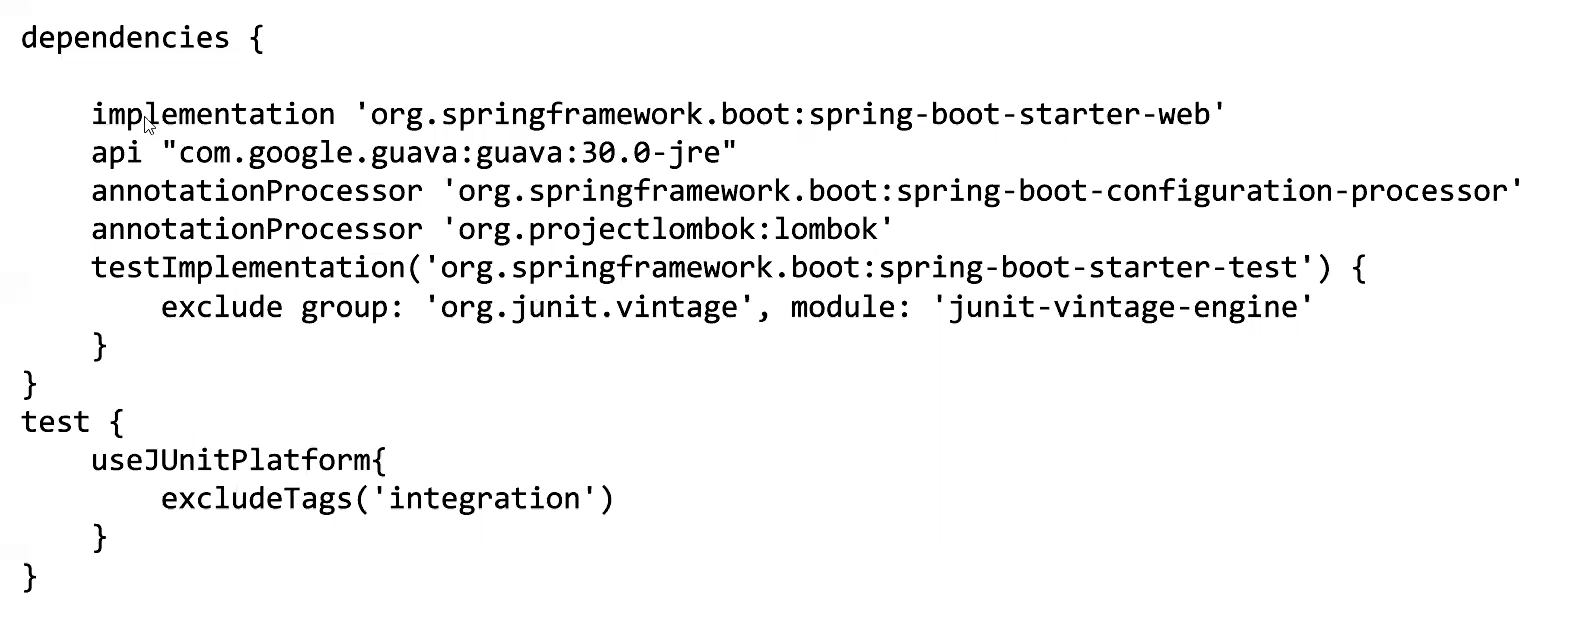 dependencies {
implementation 'org.springframework.boot:spring-boot-starter-web'
api "com.google.guava:guava:30.0-jre"
annotationProcessor 'org.springframework.boot:spring-boot-configuration-processor'
annotationProcessor 'org.projectlombok:lombok'
testImplementation('org.springframework.boot:spring-boot-starter-test') {
exclude group: 'org.junit.vintage', module: 'junit-vintage-engine'
}
}
test {
useJUnitPlatform{
excludeTags('integration')
}
}